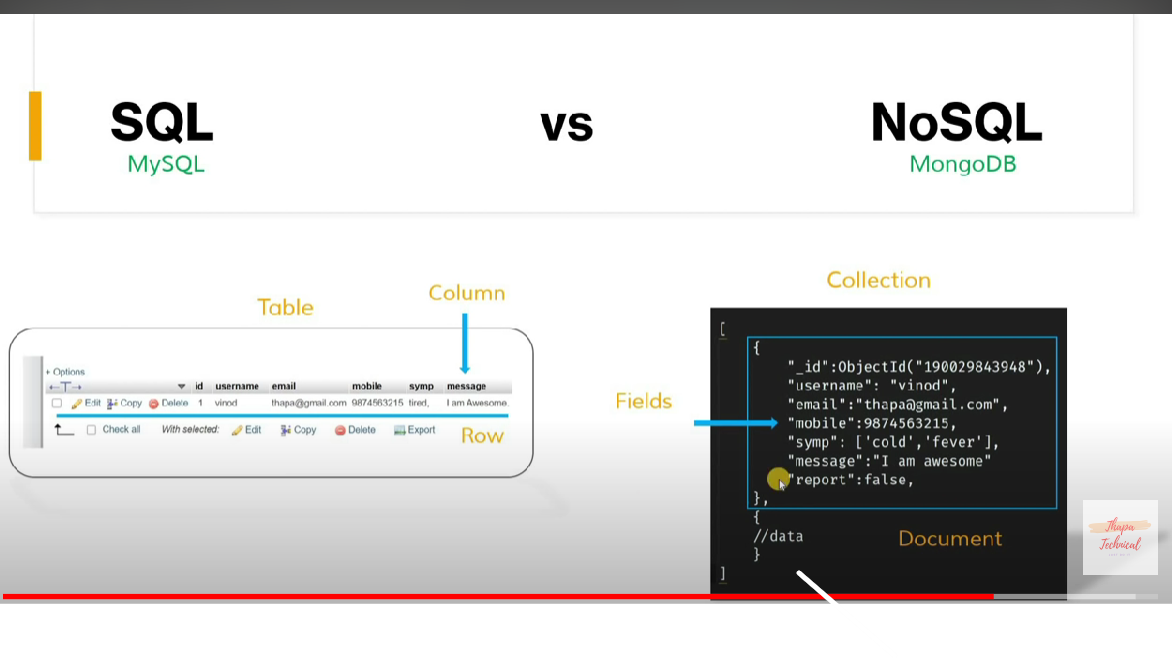 SQL
vs
NoSQL
MySQL
MongoDB
Table
Column
Options
id username email mobile symp message
Edit Copy Delete 1 vinod thapa@gmail.com 9874563215 tired, I am Awesome.
Check all With selected: Edit Copy Delete Export
Row
Collection
Fields
[
{
"_id":ObjectId("190029843948"),
"username": "vinod",
"email":"thapa@gmail.com",
"mobile":9874563215,
"symp": ['cold','fever'],
"message":"I am awesome"
"report":false,
},
{
//data
}
]
Document
Thapa
Technical